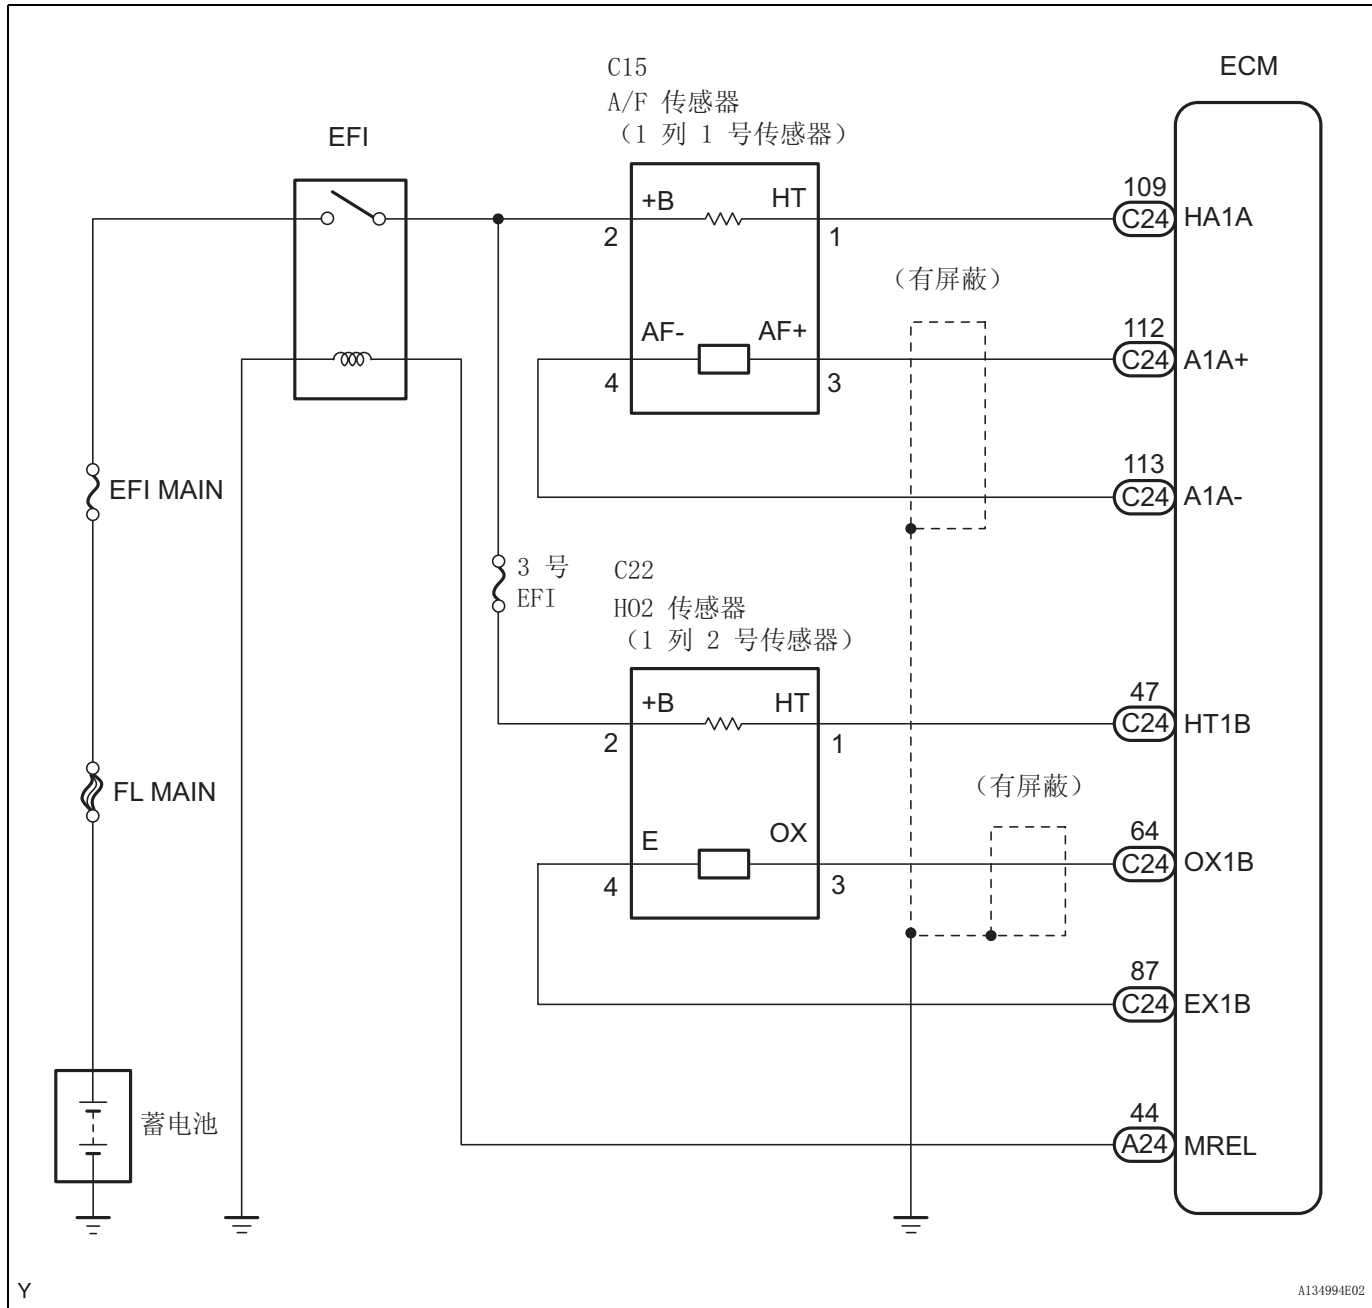 C15
A/F 传感器
（1 列 1 号传感器）
ECM
EFI
+B
HT
2
1
109
C24
HA1A
（有屏蔽）
AF-
AF+
4
3
112
C24
A1A+
113
C24
A1A-
EFI MAIN
3 号
EFI
C22
HO2 传感器
（1 列 2 号传感器）
+B
HT
2
1
47
C24
HT1B
FL MAIN
（有屏蔽）
E
OX
4
3
64
C24
OX1B
87
C24
EX1B
蓄电池
44
A24
MREL
Y
A134994E02